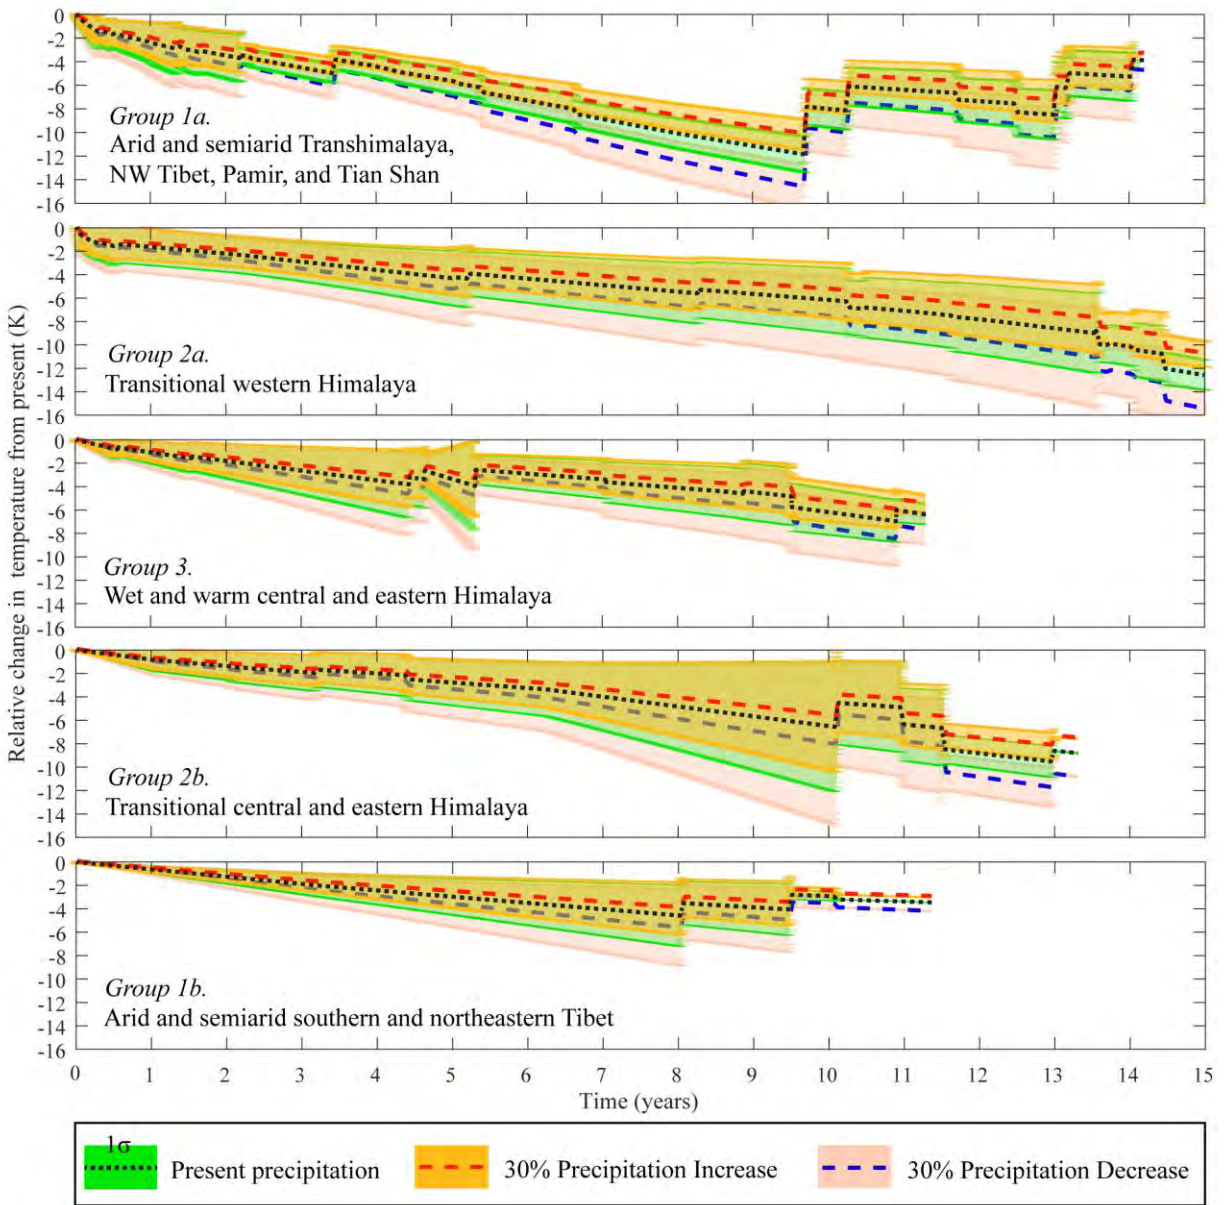 Relative change in temperature from present (K)
0
-2
-4
-6
-8
-10
-12
-14
-16
Group 1a.
Arid and semiarid Transhimalaya,
NW Tibet, Pamir, and Tian Shan
0
-2
-4
-6
-8
-10
-12
-14
-16
Group 2a.
Transitional western Himalaya
0
-2
-4
-6
-8
-10
-12
-14
-16
Group 3.
Wet and warm central and eastern Himalaya
0
-2
-4
-6
-8
-10
-12
-14
-16
Group 2b.
Transitional central and eastern Himalaya
0
-2
-4
-6
-8
-10
-12
-14
-16
Group 1b.
Arid and semiarid southern and northeastern Tibet
0 1 2 3 4 5 6 7 8 9 10 11 12 13 14 15
Time (years)
1σ
Present precipitation 30% Precipitation Increase 30% Precipitation Decrease